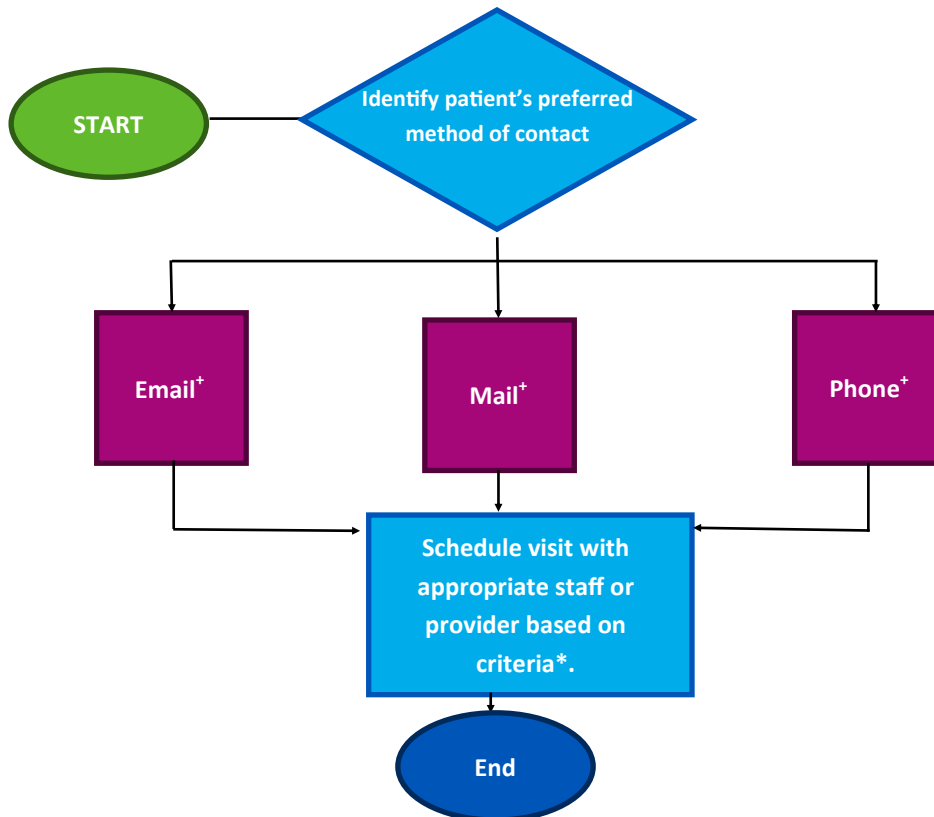 START
Identify patient’s preferred
method of contact
Email⁺
Mail⁺
Phone⁺
Schedule visit with
appropriate staff or
provider based on
criteria*.
End